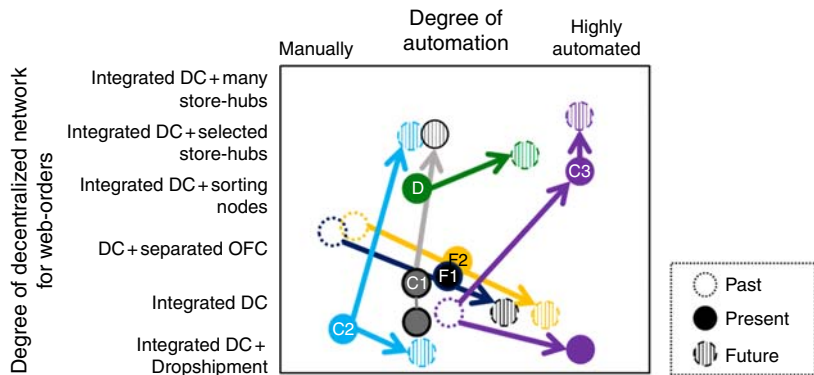 Degree of
automation
Manually
Highly
automated
Degree of decentralized network
for web-orders
Integrated DC+many
store-hubs
Integrated DC+selected
store-hubs
Integrated DC+sorting
nodes
DC+separated OFC
Integrated DC
Integrated DC+
Dropshipment
D
C3
F2
F1
C1
C2
Past
Present
Future